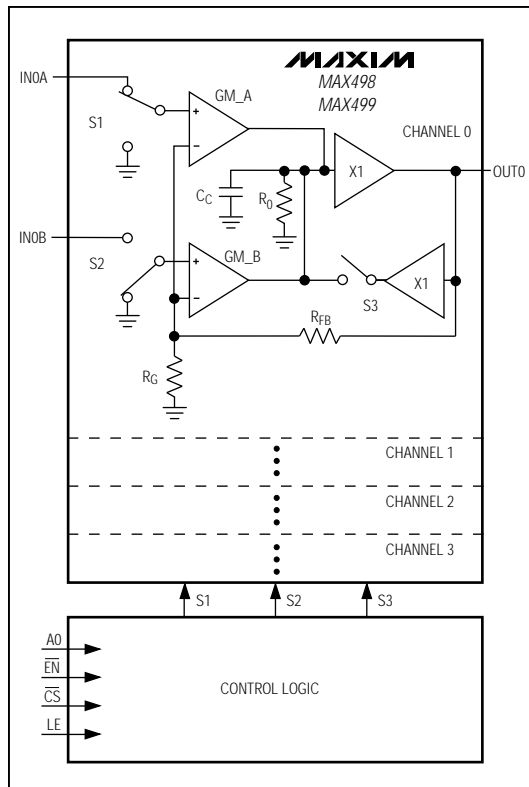 MAXIM
MAX498
MAX499
IN0A
GM_A
S1
+
−
CHANNEL 0
X1
OUT0
CC
R0
IN0B
GM_B
S2
+
−
S3
X1
RFB
RG
CHANNEL 1
CHANNEL 2
CHANNEL 3
S1 S2 S3
A0
EN
CS
LE
CONTROL LOGIC